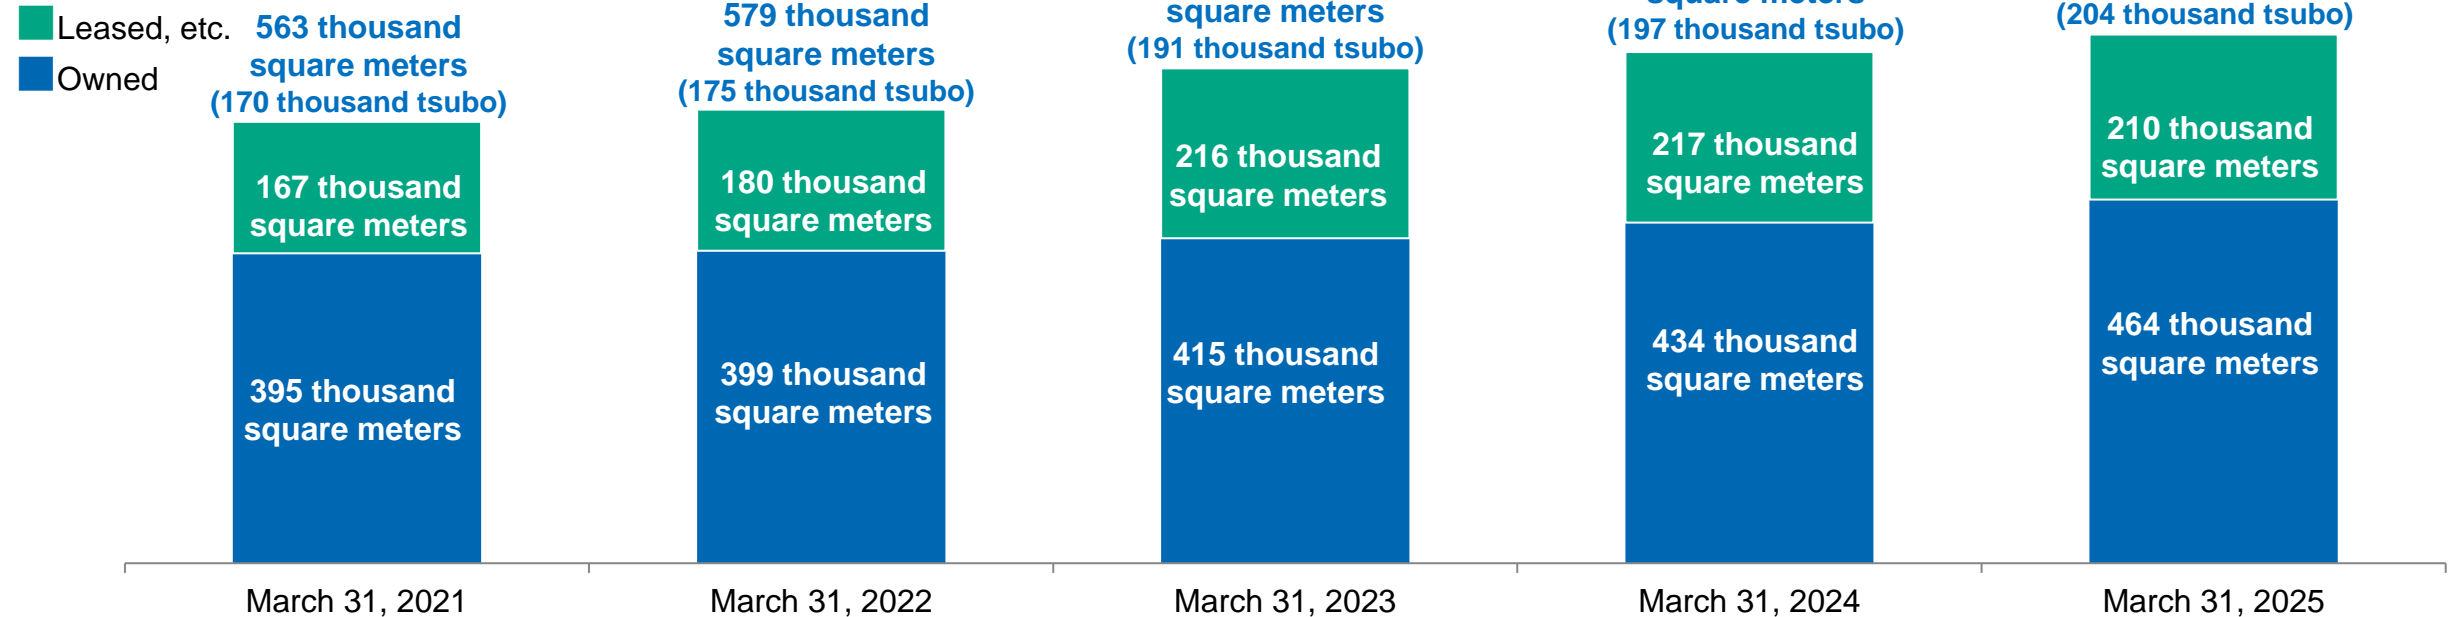 Leased, etc.
Owned
563 thousand
square meters
(170 thousand tsubo)
579 thousand
square meters
(175 thousand tsubo)
square meters
(191 thousand tsubo)
square meters
(197 thousand tsubo)
(204 thousand tsubo)
167 thousand
square meters
180 thousand
square meters
216 thousand
square meters
217 thousand
square meters
210 thousand
square meters
395 thousand
square meters
399 thousand
square meters
415 thousand
square meters
434 thousand
square meters
464 thousand
square meters
March 31, 2021
March 31, 2022
March 31, 2023
March 31, 2024
March 31, 2025